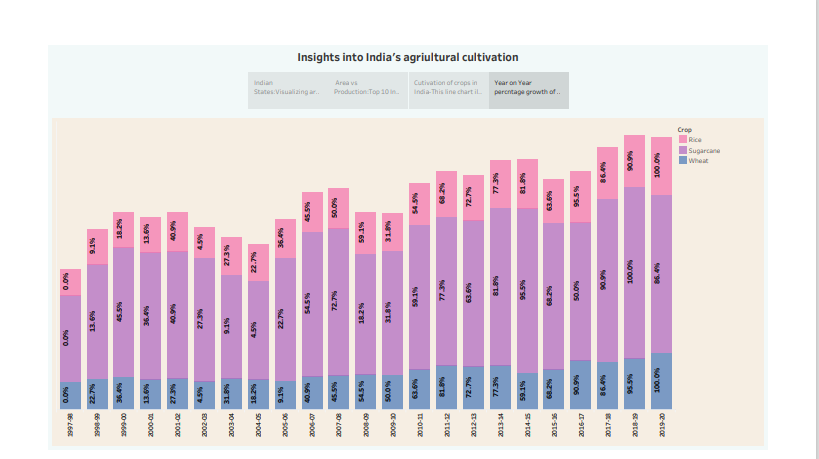 Insights into India's agriultural cultivation
Indian
States:Visualizing ar..
Area vs
Production:Top 10 In..
Cultivation of crops in
India-This line chart il..
Year on Year
percntage growth of..
Crop
Rice
Sugarcane
Wheat
0.0% 9.1% 18.2% 13.6% 40.9% 4.5% 27.3% 22.7% 36.4% 45.5% 50.0% 59.1% 31.8% 54.5% 68.2% 72.7% 77.3% 81.8% 63.6% 95.5% 86.4% 90.9% 100.0%
0.0% 13.6% 45.5% 36.4% 40.9% 27.3% 9.1% 4.5% 22.7% 54.5% 72.7% 18.2% 31.8% 59.1% 77.3% 63.6% 81.8% 95.5% 68.2% 50.0% 90.9% 100.0% 86.4%
0.0% 22.7% 36.4% 13.6% 27.3% 4.5% 31.8% 18.2% 9.1% 40.9% 45.5% 54.5% 50.0% 63.6% 81.8% 72.7% 77.3% 59.1% 68.2% 90.9% 86.4% 95.5% 100.0%
1997-98 1998-99 1999-00 2000-01 2001-02 2002-03 2003-04 2004-05 2005-06 2006-07 2007-08 2008-09 2009-10 2010-11 2011-12 2012-13 2013-14 2014-15 2015-16 2016-17 2017-18 2018-19 2019-20